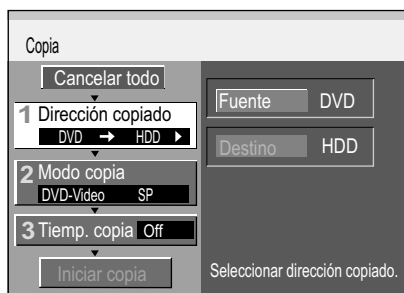 Copia
Cancelar todo
1 Dirección copiado
DVD → HDD
2 Modo copia
DVD-Video SP
3 Tiemp. copia Off
Iniciar copia
Fuente DVD
Destino HDD
Seleccionar dirección copiado.